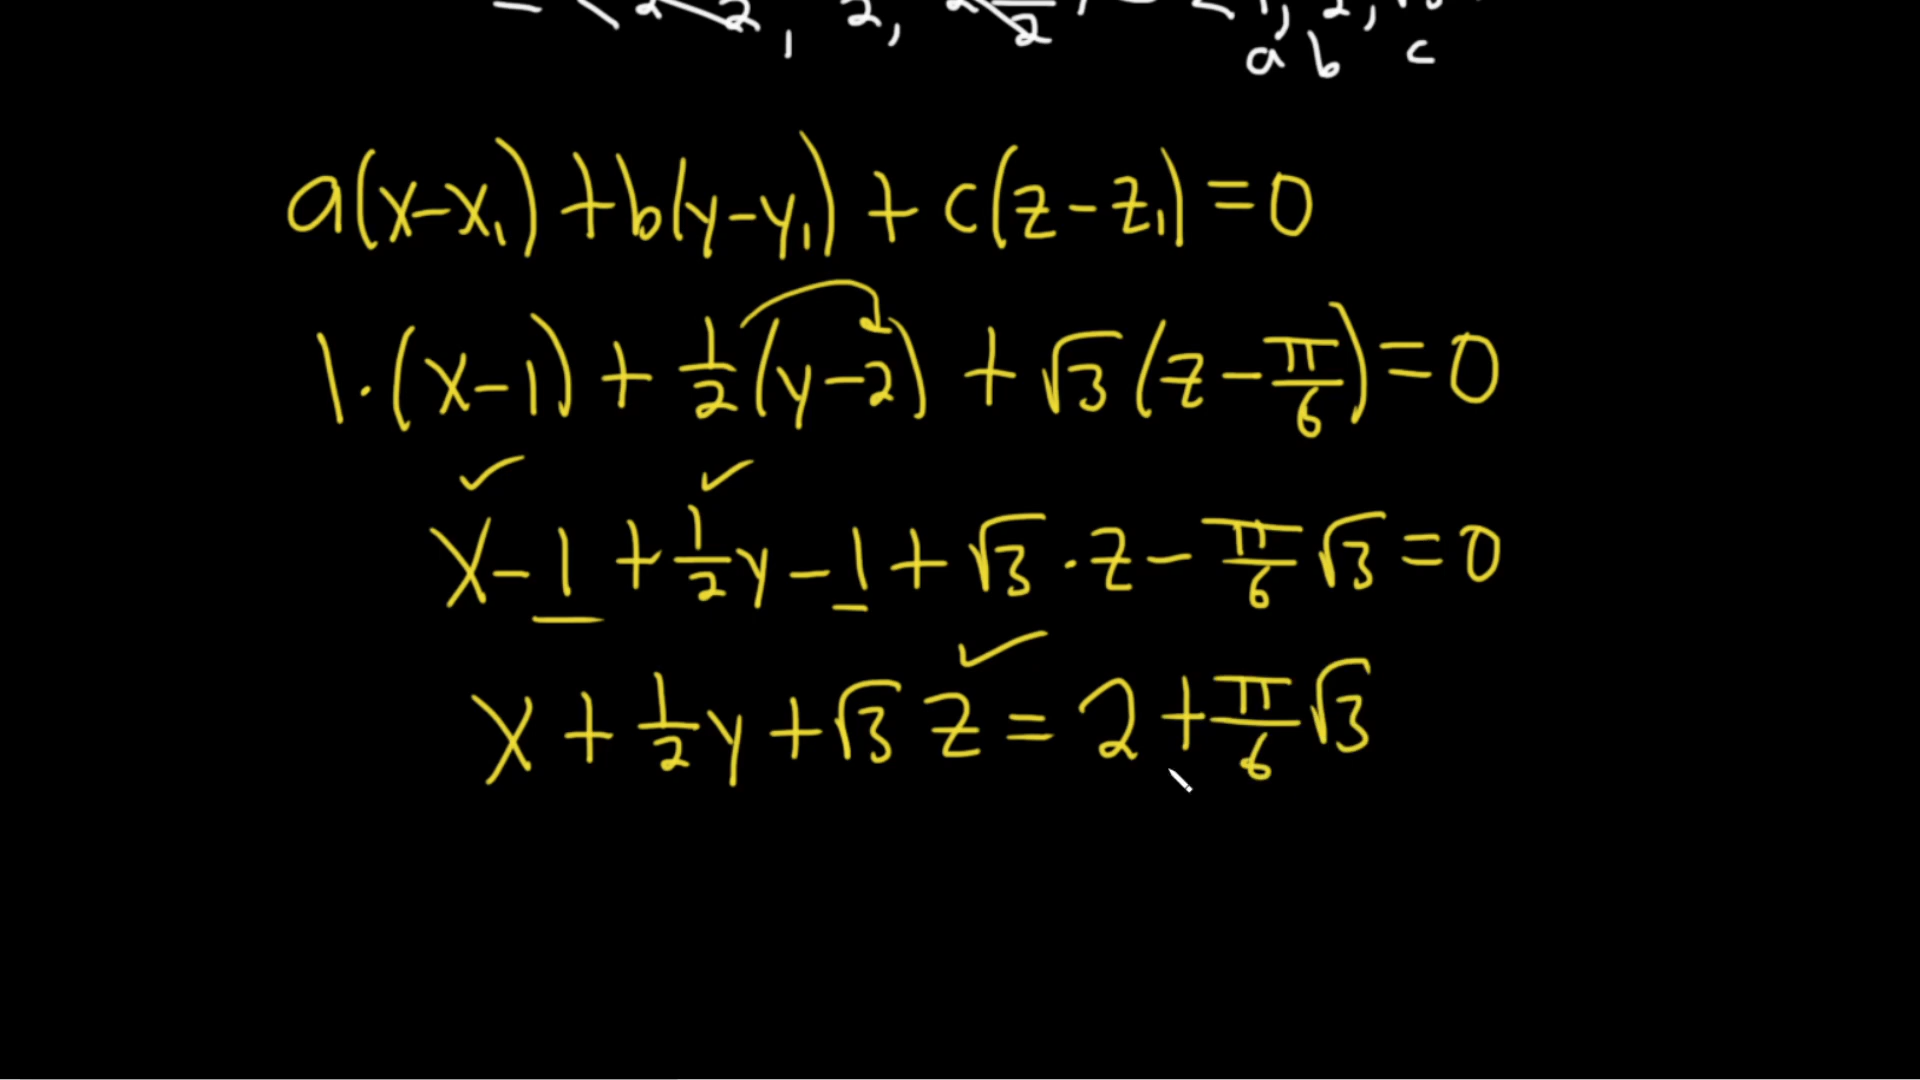 a b c
a(x-x₁) + b(y-y₁) + c(z-z₁) = 0
1·(x-1) + 1/2(y-2) + √3(z - π/6) = 0
x - 1 + 1/2y - 1 + √3·z - π/6√3 = 0
x + 1/2y + √3 z = 2 + π/6√3